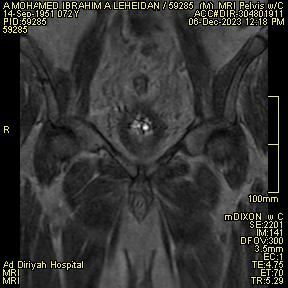 A MOHAMED IBRAHIM A LEHEIDAN / 59285 (M) MRI Pelvis w/C
14-Sep-1951 072Y ACC#DIR-304801911
PID:59285 06-Dec-2023 12:18 PM
59285
R
100mm
mDIXON w C
SE:2201
IM:141
DFOV:300
3.5mm
Ad Diriyah Hospital EC:1
MRI TE:4.75
MRI ET:70
TR:5.29